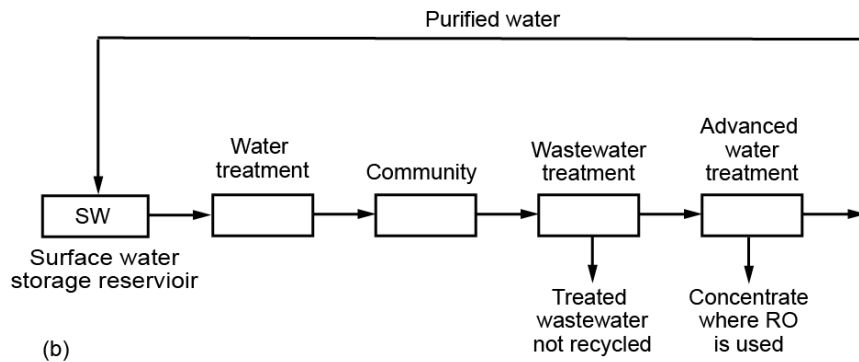 Purified water
Water
treatment
Community
Wastewater
treatment
Advanced
water
treatment
SW
Surface water
storage reservioir
Treated
wastewater
not recycled
Concentrate
where RO
is used
(b)